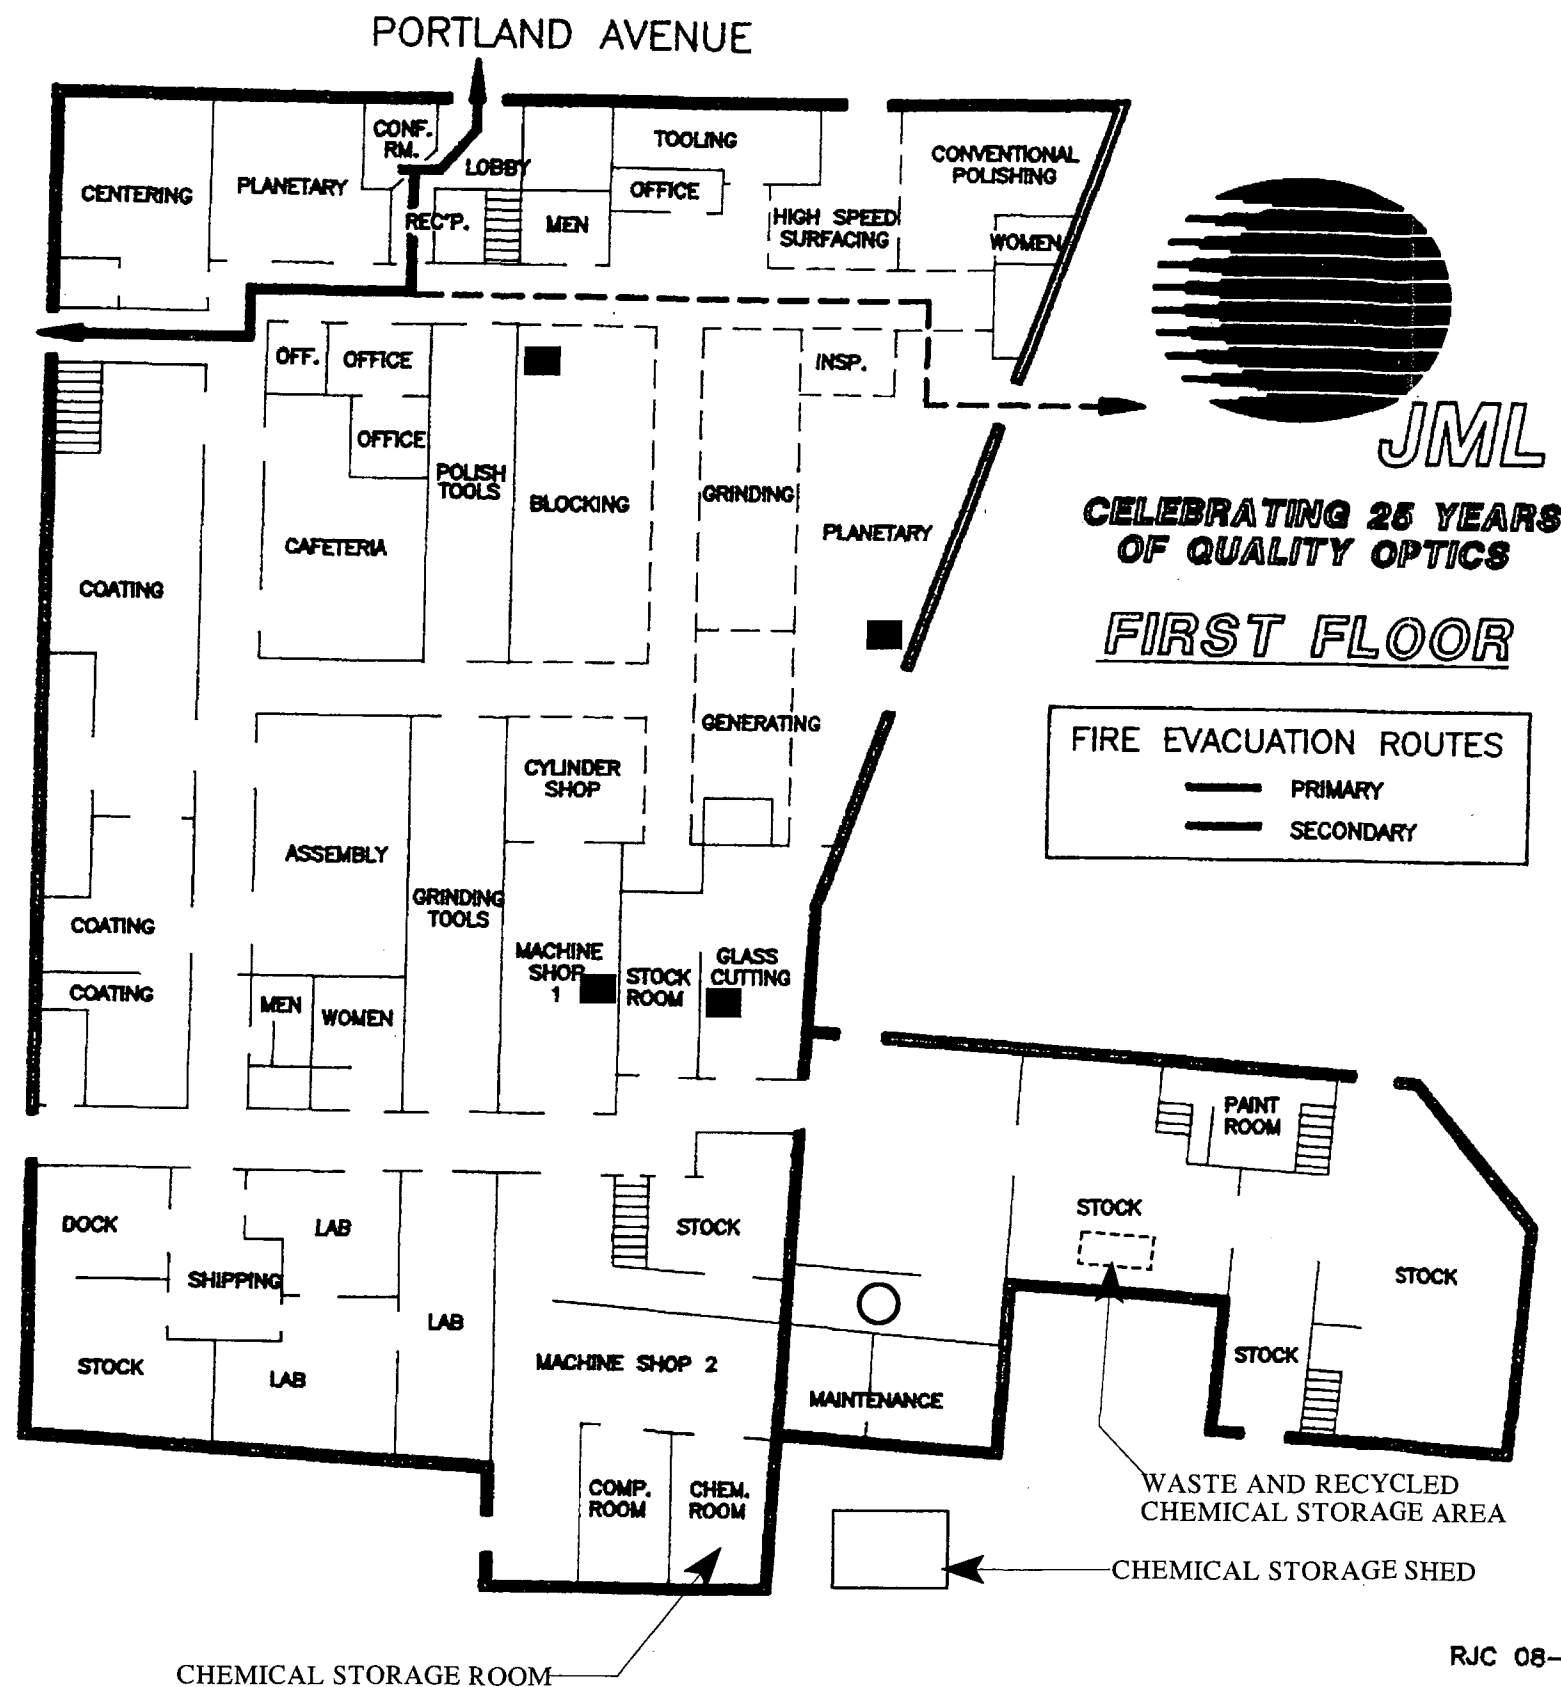 PORTLAND AVENUE
CONF.
RM.
LOBBY
TOOLING
CENTERING
PLANETARY
REC'P.
MEN
OFFICE
HIGH SPEED
SURFACING
CONVENTIONAL
POLISHING
WOMEN
OFF.
OFFICE
OFFICE
INSP.
JML
CELEBRATING 25 YEARS
OF QUALITY OPTICS
FIRST FLOOR
POLISH
TOOLS
BLOCKING
GRINDING
PLANETARY
CAFETERIA
COATING
GENERATING
FIRE EVACUATION ROUTES
PRIMARY
SECONDARY
CYLINDER
SHOP
ASSEMBLY
GRINDING
TOOLS
COATING
COATING
MACHINE
SHOP
1
STOCK
ROOM
GLASS
CUTTING
MEN
WOMEN
PAINT
ROOM
DOCK
LAB
STOCK
STOCK
STOCK
SHIPPING
LAB
STOCK
LAB
MACHINE SHOP 2
MAINTENANCE
STOCK
COMP.
ROOM
CHEM.
ROOM
WASTE AND RECYCLED
CHEMICAL STORAGE AREA
CHEMICAL STORAGE SHED
CHEMICAL STORAGE ROOM
RJC 08-